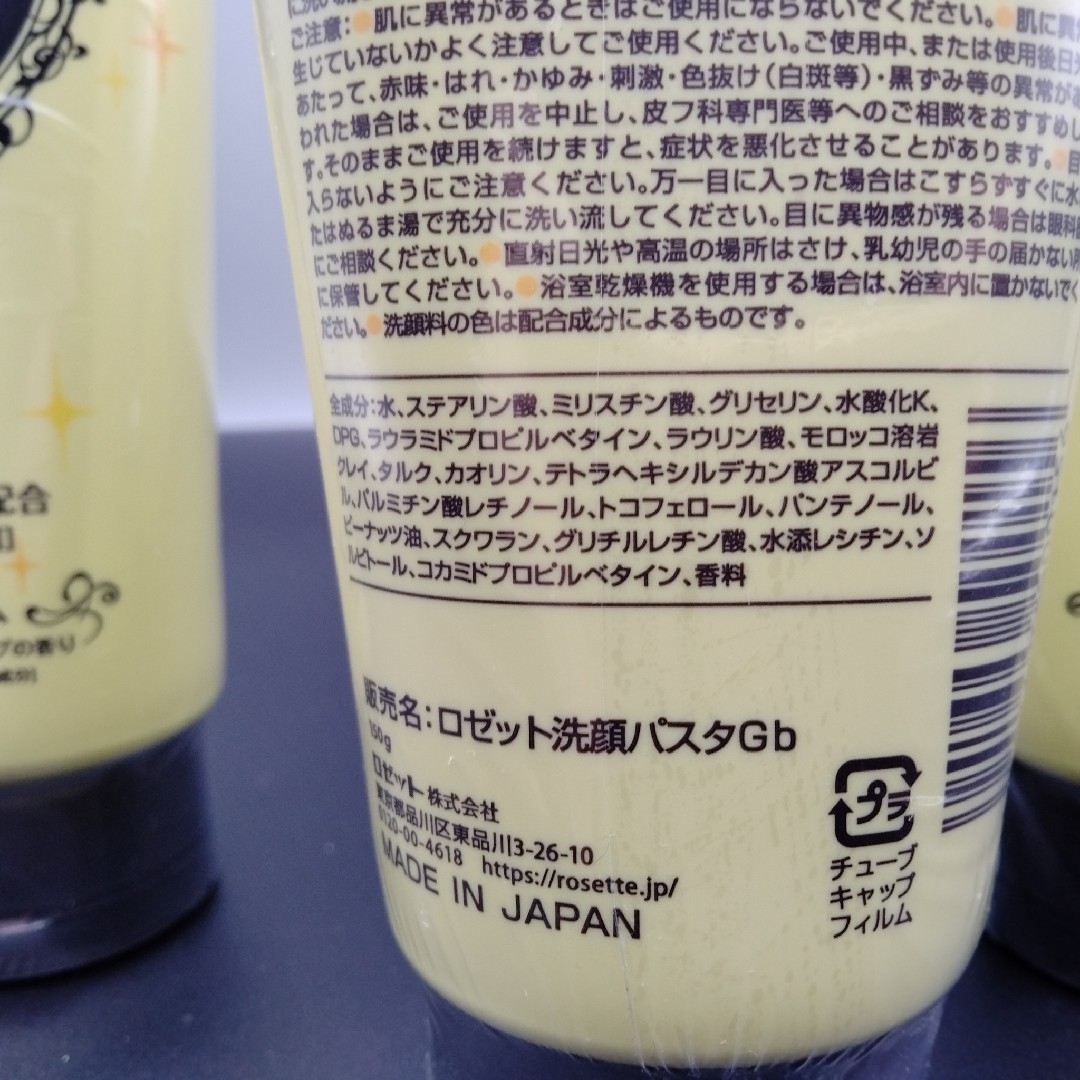 ご注意：●肌に異常があるときはご使用にならないでください。●肌に異
生じていないかよく注意してご使用ください。ご使用中、または使用後日光
あたって、赤味・はれ・かゆみ・刺激・色抜け（白斑等）・黒ずみ等の異常があ
われた場合は、ご使用を中止し、皮フ科専門医等へのご相談をおすすめし
す。そのままご使用を続けますと、症状を悪化させることがあります。●目
入らないようにご注意ください。万一目に入った場合はこすらずすぐに水
たはぬるま湯で充分に洗い流してください。目に異物感が残る場合は眼科
にご相談ください。●直射日光や高温の場所はさけ、乳幼児の手の届かない
に保管してください。●浴室乾燥機を使用する場合は、浴室内に置かないでく
ださい。●洗顔料の色は配合成分によるものです。
全成分：水、ステアリン酸、ミリスチン酸、グリセリン、水酸化K、
DPG、ラウラミドプロピルベタイン、ラウリン酸、モロッコ溶岩
クレイ、タルク、カオリン、テトラヘキシルデカン酸アスコルビ
ル、パルミチン酸レチノール、トコフェロール、パンテノール、
ピーナッツ油、スクワラン、グリチルレチン酸、水添レシチン、ソ
ルビトール、コカミドプロピルベタイン、香料
販売名：ロゼット洗顔パスタGb
150g
ロゼット株式会社
東京都品川区東品川3-26-10
0120-00-4618 https://rosette.jp/
MADE IN JAPAN
プラ
チューブ
キャップ
フィルム
配合
の香り